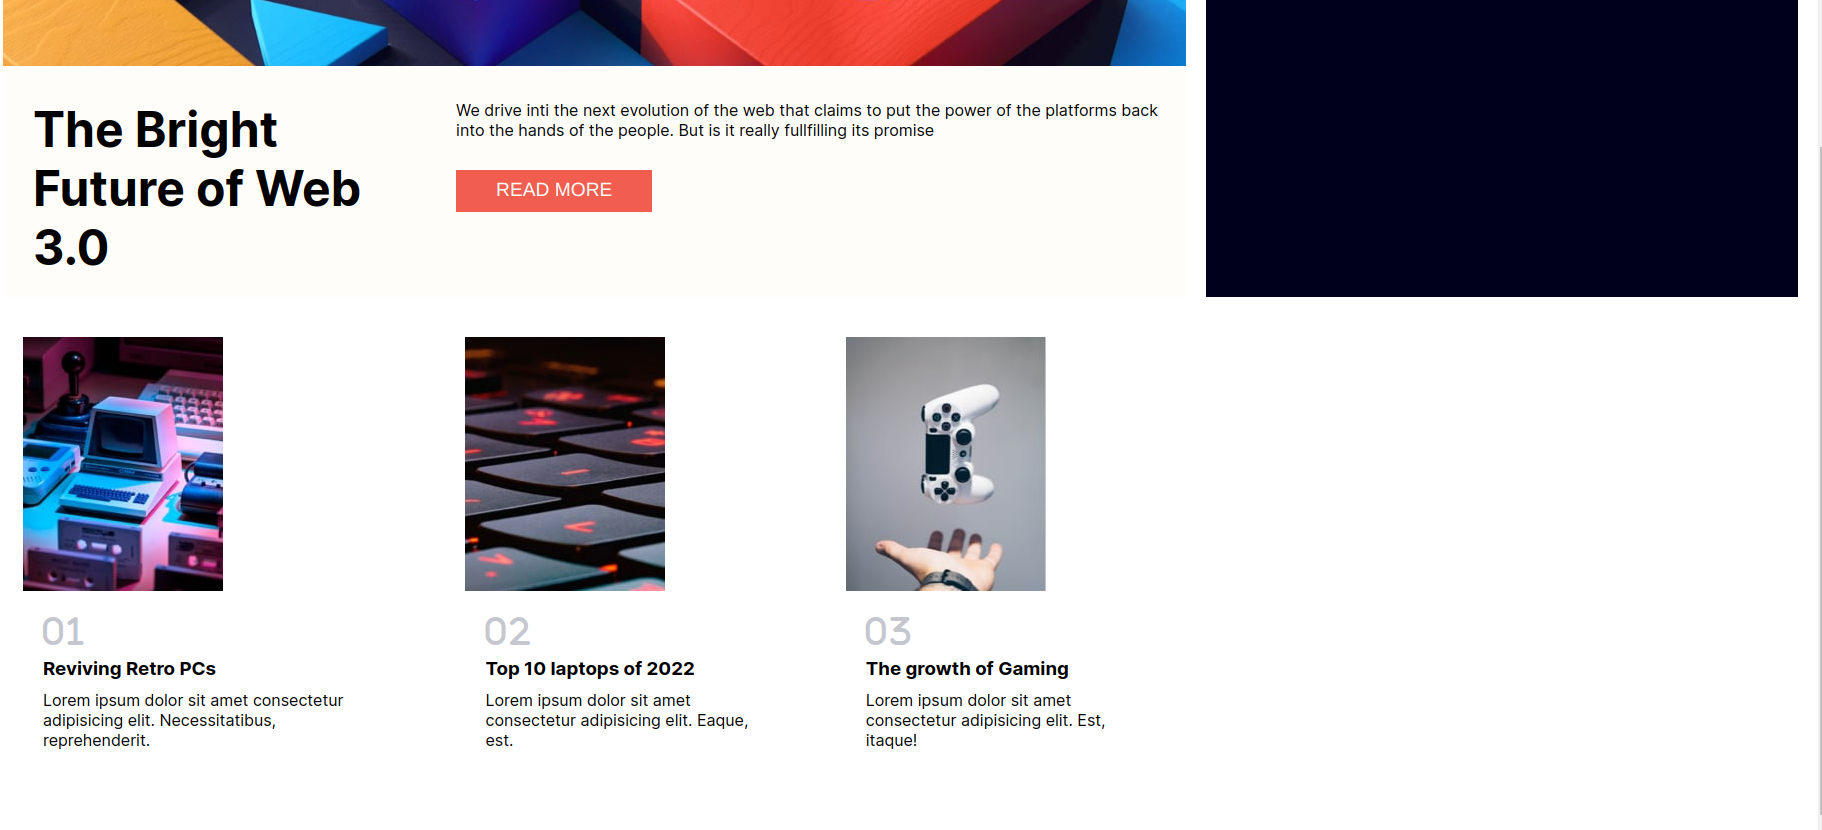 The Bright
Future of Web
3.0
We drive inti the next evolution of the web that claims to put the power of the platforms back
into the hands of the people. But is it really fullfilling its promise
READ MORE
01
Reviving Retro PCs
Lorem ipsum dolor sit amet consectetur
adipisicing elit. Necessitatibus,
reprehenderit.
02
Top 10 laptops of 2022
Lorem ipsum dolor sit amet
consectetur adipisicing elit. Eaque,
est.
03
The growth of Gaming
Lorem ipsum dolor sit amet
consectetur adipisicing elit. Est,
itaque!